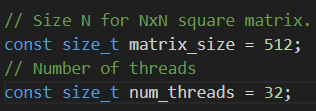 // Size N for NxN square matrix.
const size_t matrix_size = 512;
// Number of threads
const size_t num_threads = 32;